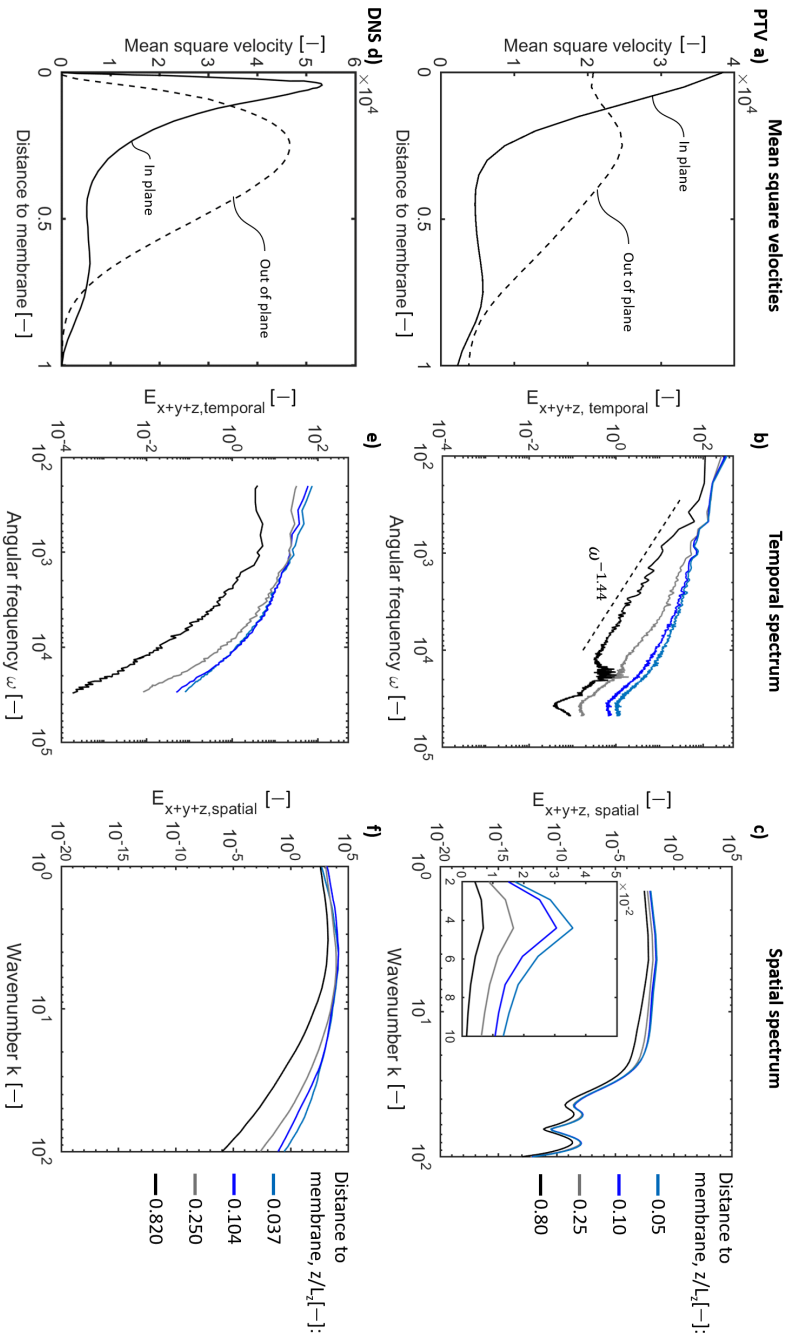 Mean square velocities
Temporal spectrum
Spatial spectrum
PTV a)
×10⁴
4
3
2
1
0
Mean square velocity [−]
In plane
Out of plane
0
0.5
1
Distance to membrane [−]
b)
10²
10⁰
10⁻²
10⁻⁴
E x+y+z, temporal [−]
ω⁻¹·⁴⁴
10²
10³
10⁴
10⁵
Angular frequency ω [−]
c)
10⁵
10⁰
10⁻⁵
10⁻¹⁰
10⁻¹⁵
10⁻²⁰
E x+y+z, spatial [−]
×10⁻²
5
4
3
2
1
0
2
4
6
8
10
10⁰
10¹
10²
Wavenumber k [−]
Distance to
membrane, z/L_z[−]:
0.05
0.10
0.25
0.80
DNS d)
×10⁴
6
5
4
3
2
1
0
Mean square velocity [−]
In plane
Out of plane
0
0.5
1
Distance to membrane [−]
e)
10²
10⁰
10⁻²
10⁻⁴
E x+y+z,temporal [−]
10²
10³
10⁴
10⁵
Angular frequency ω [−]
f)
10⁵
10⁰
10⁻⁵
10⁻¹⁰
10⁻¹⁵
10⁻²⁰
E x+y+z,spatial [−]
10⁰
10¹
10²
Wavenumber k [−]
Distance to
membrane, z/L_z[−]:
0.037
0.104
0.250
0.820